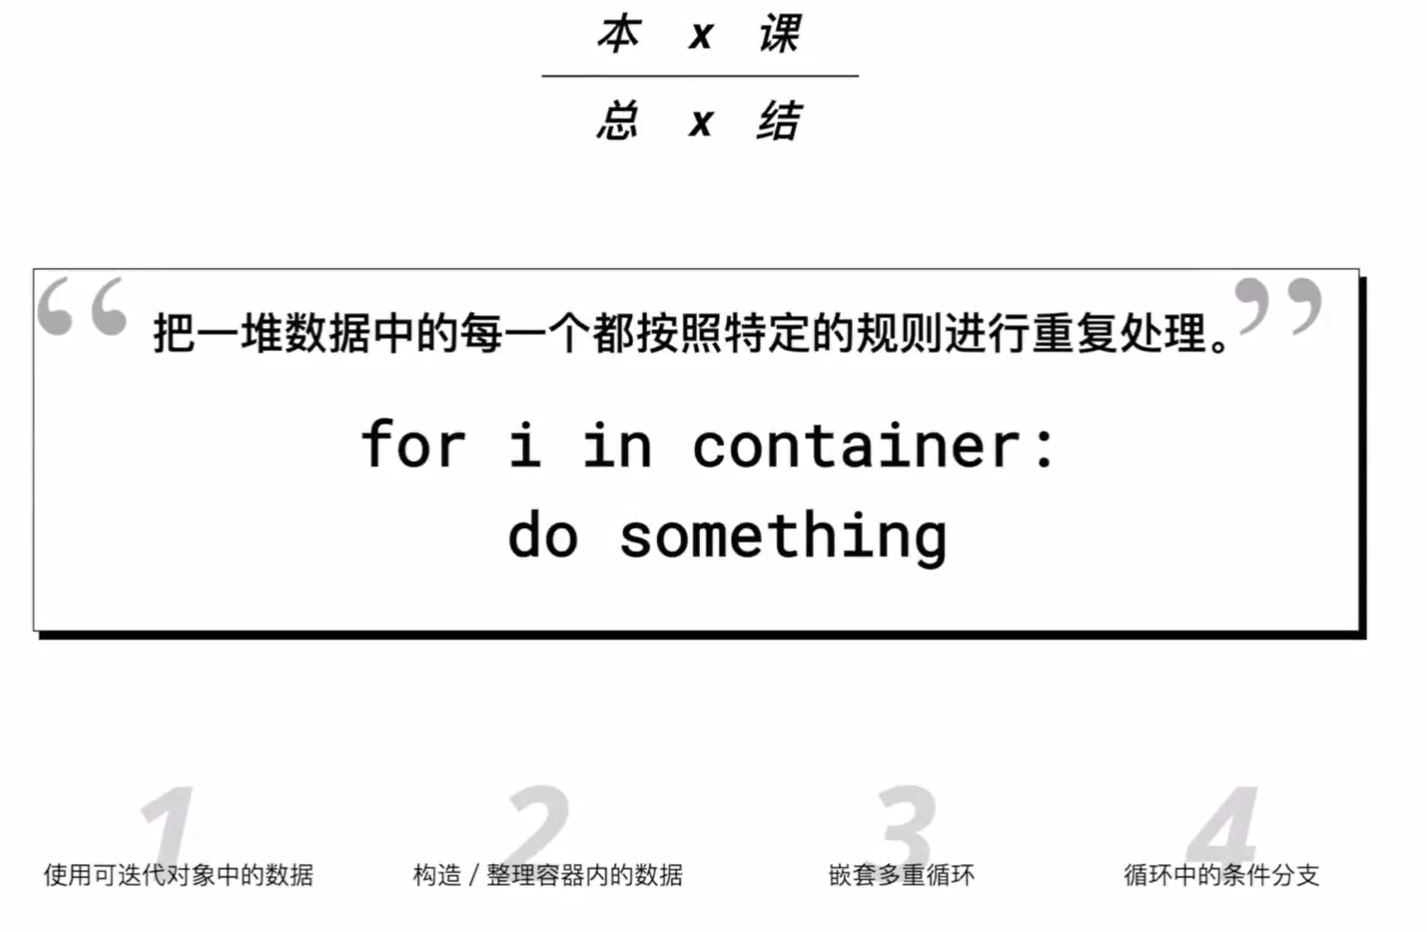 本 x 课
总 x 结
“ 把一堆数据中的每一个都按照特定的规则进行重复处理。 ”
for i in container:
do something
1
使用可迭代对象中的数据
2
构造 / 整理容器内的数据
3
嵌套多重循环
4
循环中的条件分支